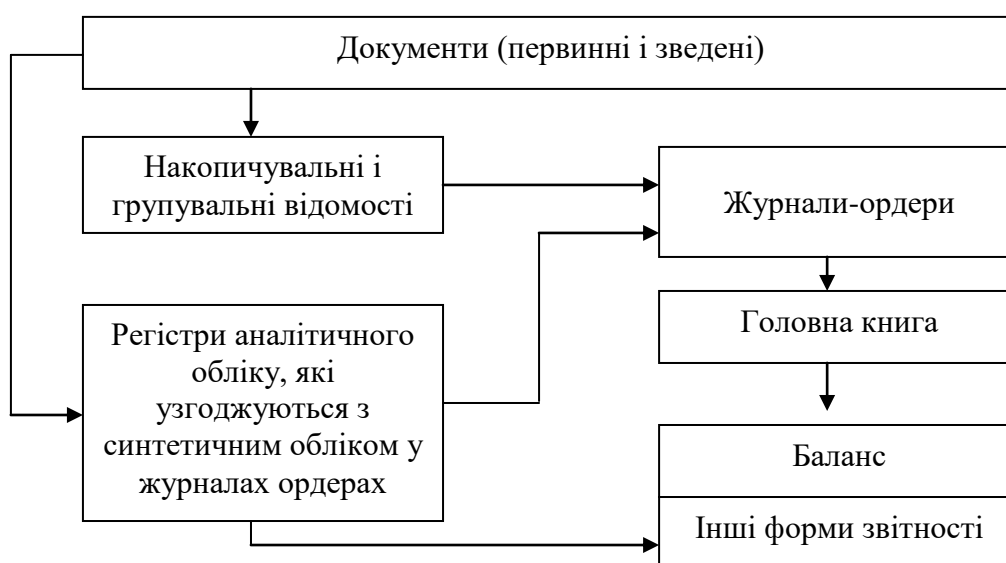 Документи (первинні і зведені)
Накопичувальні і
групувальні відомості
Журнали-ордери
Головна книга
Регістри аналітичного
обліку, які
узгоджуються з
синтетичним обліком у
журналах ордерах
Баланс
Інші форми звітності